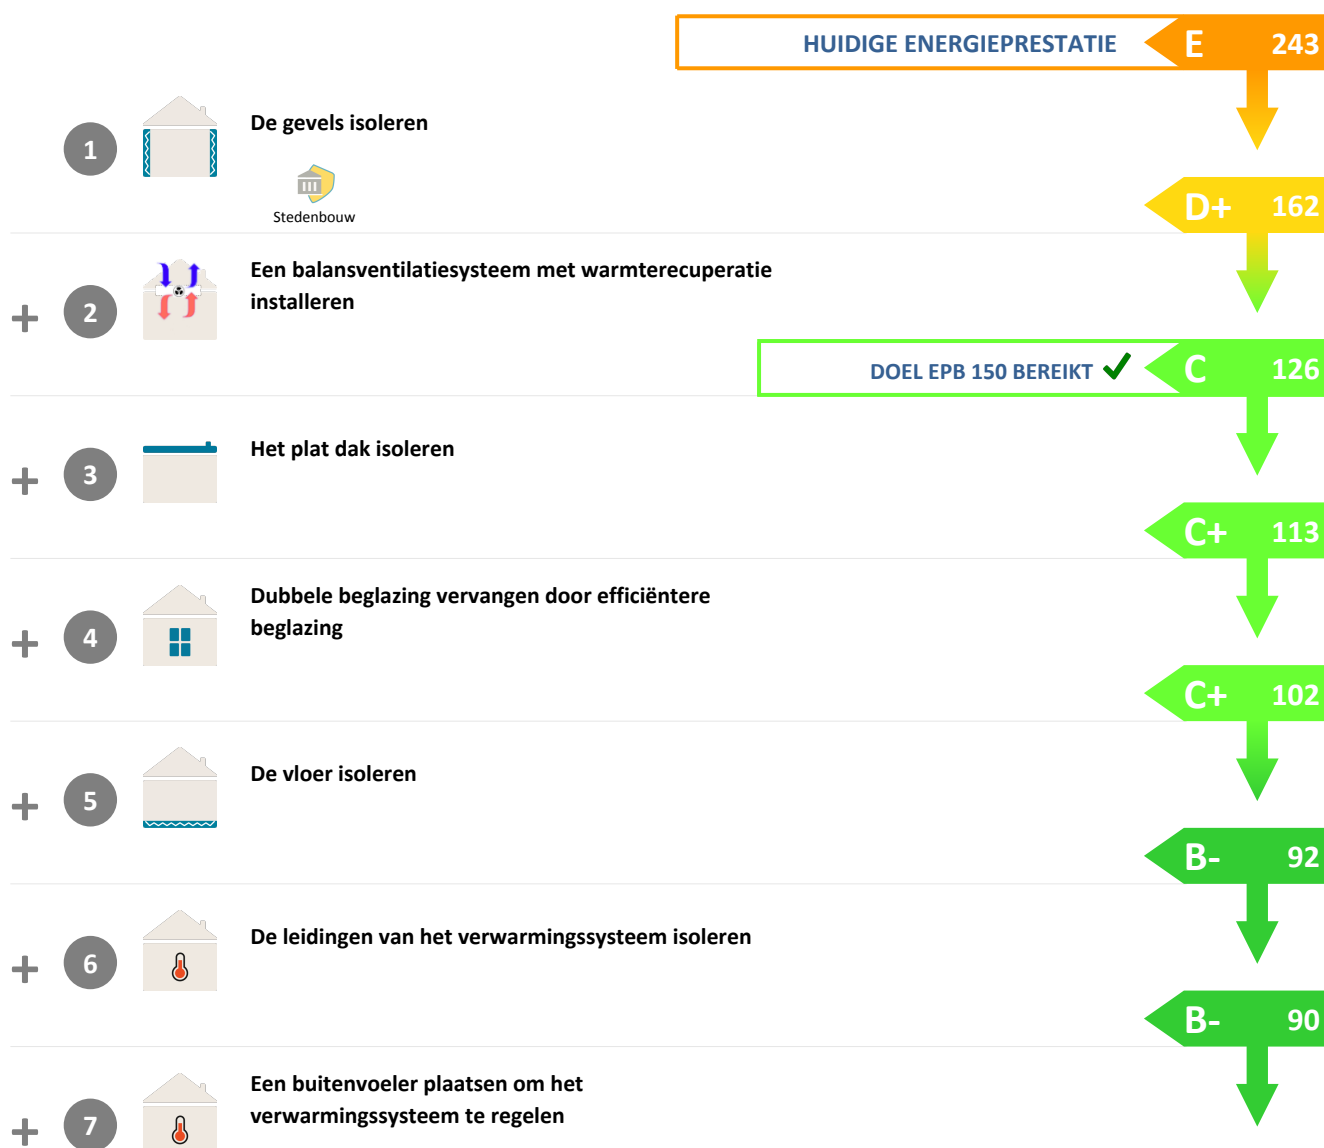 HUIDIGE ENERGIEPRESTATIE E 243
1 De gevels isoleren
Stedenbouw
D+ 162
Een balansventilatiesysteem met warmterecuperatie
+ 2 installeren
DOEL EPB 150 BEREIKT ✓ C 126
+ 3 Het plat dak isoleren
C+ 113
Dubbele beglazing vervangen door efficiëntere
+ 4 beglazing
C+ 102
+ 5 De vloer isoleren
B- 92
+ 6 De leidingen van het verwarmingssysteem isoleren
B- 90
Een buitenvoeler plaatsen om het
+ 7 verwarmingssysteem te regelen